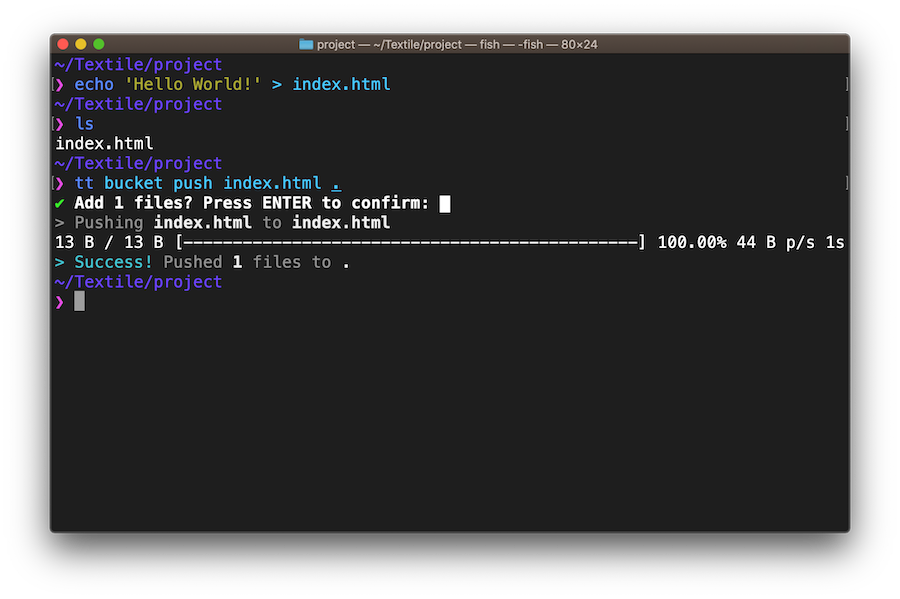 project — ~/Textile/project — fish — -fish — 80×24
~/Textile/project
[❯ echo 'Hello World!' > index.html ]
~/Textile/project
[❯ ls ]
index.html
~/Textile/project
[❯ tt bucket push index.html . ]
✔ Add 1 files? Press ENTER to confirm:
> Pushing index.html to index.html
13 B / 13 B [----------------------------------------------] 100.00% 44 B p/s 1s
> Success! Pushed 1 files to .
~/Textile/project
❯